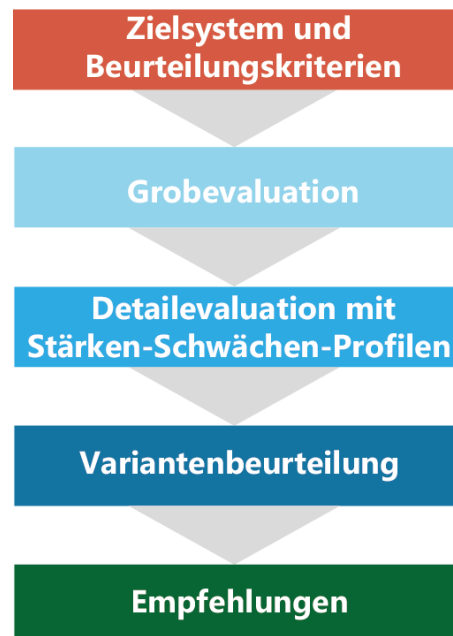 Zielsystem und
Beurteilungskriterien
Grobevaluation
Detailevaluation mit
Stärken-Schwächen-Profilen
Variantenbeurteilung
Empfehlungen